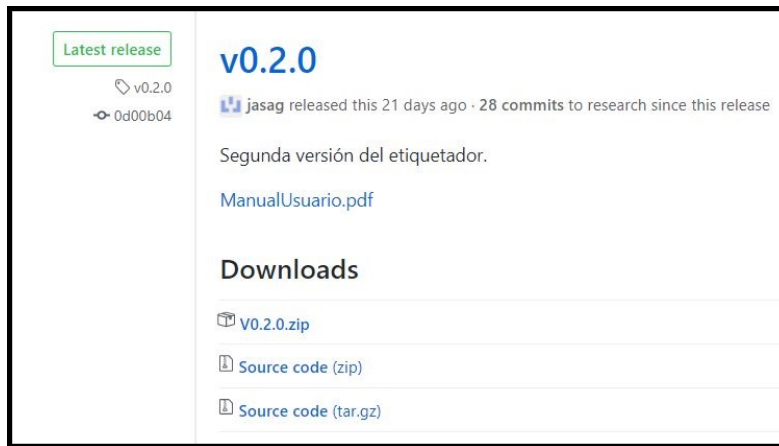 Latest release
v0.2.0
0d00b04
v0.2.0
jasag released this 21 days ago · 28 commits to research since this release
Segunda versión del etiquetador.
ManualUsuario.pdf
Downloads
V0.2.0.zip
Source code (zip)
Source code (tar.gz)